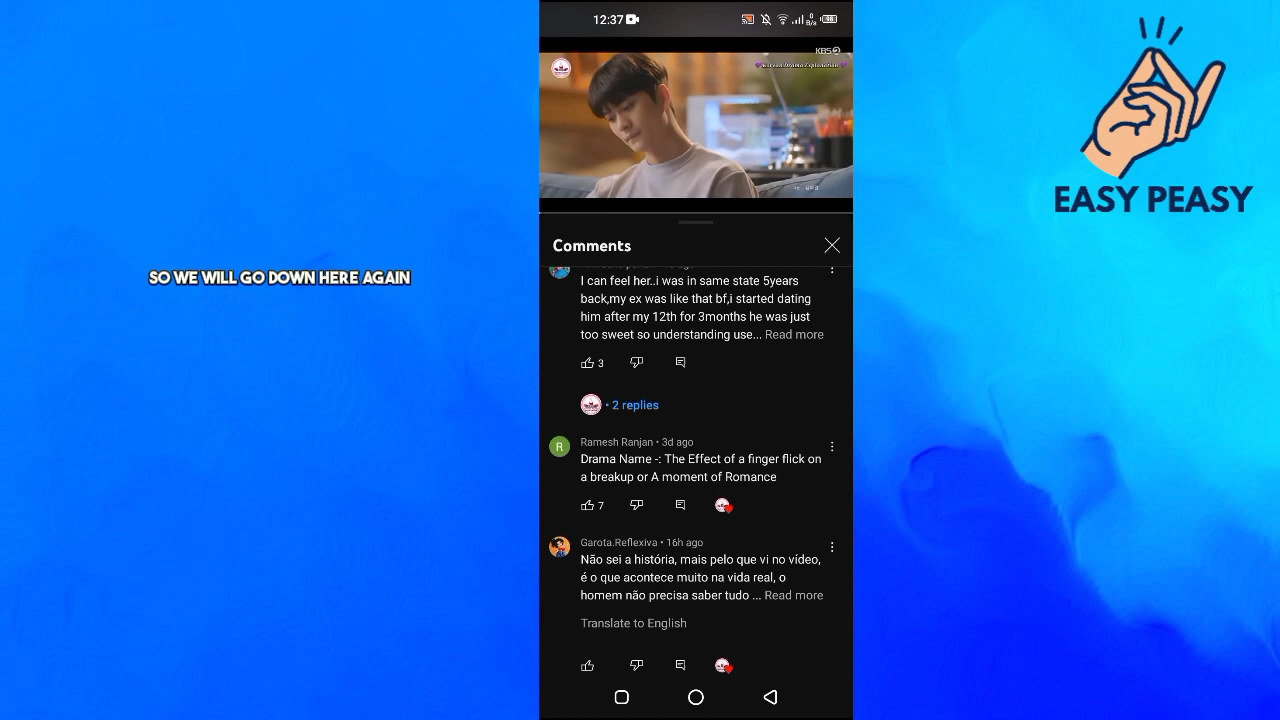 12:37
0
B/s
96
KBS
Korean Drama Explanation
EASY PEASY
SO WE WILL GO DOWN HERE AGAIN
Comments
I can feel her..i was in same state 5years
back,my ex was like that bf,i started dating
him after my 12th for 3months he was just
too sweet so understanding use... Read more
3
• 2 replies
R
Ramesh Ranjan • 3d ago
Drama Name -: The Effect of a finger flick on
a breakup or A moment of Romance
7
Garota.Reflexiva • 16h ago
Não sei a história, mais pelo que vi no vídeo,
é o que acontece muito na vida real, o
homem não precisa saber tudo ... Read more
Translate to English